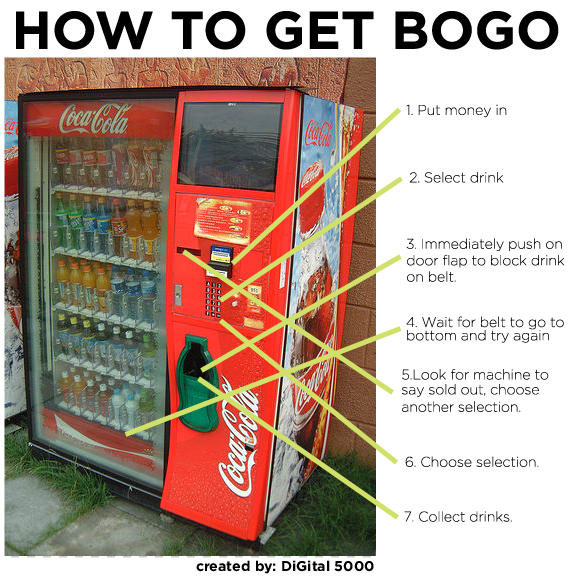 HOW TO GET BOGO
Coca-Cola
Coca-Cola
Coca-Cola
1. Put money in
2. Select drink
3. Immediately push on
door flap to block drink
on belt.
4. Wait for belt to go to
bottom and try again
5.Look for machine to
say sold out, choose
another selection.
6. Choose selection.
7. Collect drinks.
created by: DiGital 5000